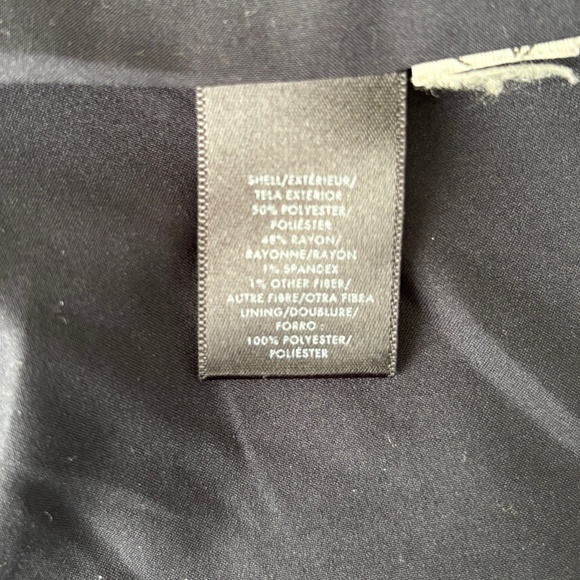 SHELL/EXTÉRIEUR/
TELA EXTERIOR :
50% POLYESTER/
POLIÉSTER
48% RAYON/
RAYONNE/RAYON
1% SPANDEX
1% OTHER FIBER/
AUTRE FIBRE/OTRA FIBRA
LINING/DOUBLURE/
FORRO :
100% POLYESTER/
POLIÉSTER